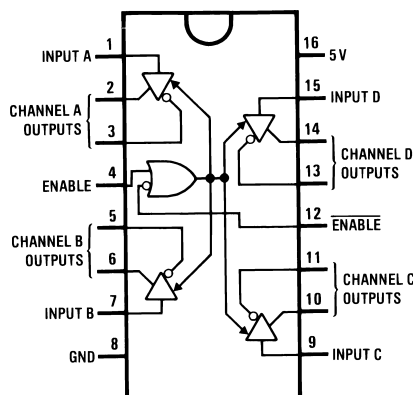 1
INPUT A
2
CHANNEL A
OUTPUTS
3
4
ENABLE
5
CHANNEL B
OUTPUTS
6
7
INPUT B
8
GND
16
5V
15
INPUT D
14
CHANNEL D
OUTPUTS
13
12
ENABLE
11
CHANNEL C
OUTPUTS
10
9
INPUT C